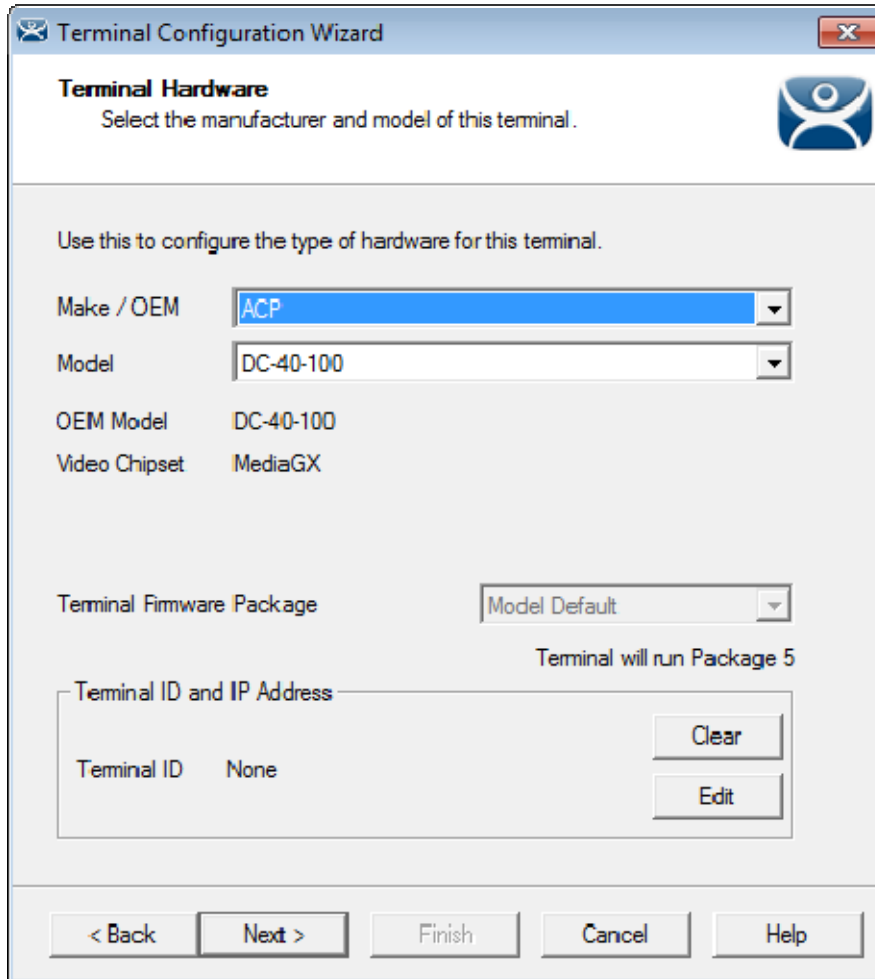 Terminal Configuration Wizard
Terminal Hardware
Select the manufacturer and model of this terminal.
Use this to configure the type of hardware for this terminal.
Make / OEM ACP
Model DC-40-100
OEM Model DC-40-100
Video Chipset MediaGX
Terminal Firmware Package Model Default
Terminal will run Package 5
Terminal ID and IP Address
Clear
Terminal ID None
Edit
< Back Next > Finish Cancel Help